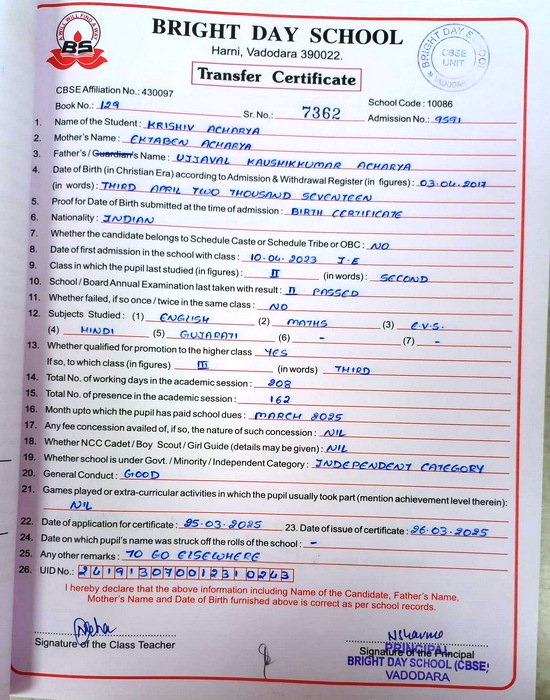 A WILL WILL FIND A WAY
BS
BRIGHT DAY SCHOOL
Harni, Vadodara 390022.
BRIGHT DAY SCHOOL
CBSE
UNIT
VADODARA
Transfer Certificate
CBSE Affiliation No.: 430097
School Code : 10086
Book No.: 129
Sr. No.: 7362
Admission No.: 9591
1. Name of the Student : KRISHIV ACHARYA
2. Mother's Name : EKTABEN ACHARYA
3. Father's / Guardian's Name : UJJAVAL KAUSHIKKUMAR ACHARYA
4. Date of Birth (in Christian Era) according to Admission & Withdrawal Register (in figures) : 03.04.2017
(in words) : THIRD APRIL TWO THOUSAND SEVENTEEN
5. Proof for Date of Birth submitted at the time of admission : BIRTH CERTIFICATE
6. Nationality : INDIAN
7. Whether the candidate belongs to Schedule Caste or Schedule Tribe or OBC : NO
8. Date of first admission in the school with class : 10.04.2023 I-E
9. Class in which the pupil last studied (in figures) : II (in words) : SECOND
10. School / Board Annual Examination last taken with result : II PASSED
11. Whether failed, if so once / twice in the same class : NO
12. Subjects Studied : (1) ENGLISH (2) MATHS (3) E.V.S.
(4) HINDI (5) GUJARATI (6) - (7) -
13. Whether qualified for promotion to the higher class YES
If so, to which class (in figures) III (in words) THIRD
14. Total No. of working days in the academic session : 208
15. Total No. of presence in the academic session : 162
16. Month upto which the pupil has paid school dues : MARCH 2025
17. Any fee concession availed of, if so, the nature of such concession : NIL
18. Whether NCC Cadet / Boy Scout / Girl Guide (details may be given) : NIL
19. Whether school is under Govt. / Minority / Independent Category : INDEPENDENT CATEGORY
20. General Conduct : GOOD
21. Games played or extra-curricular activities in which the pupil usually took part (mention achievement level therein):
NIL
22. Date of application for certificate : 25.03.2025 23. Date of issue of certificate : 26.03.2025
24. Date on which pupil's name was struck off the rolls of the school : -
25. Any other remarks : TO GO ELSEWHERE
26. UID No.: 241913070012310243
I hereby declare that the above information including Name of the Candidate, Father's Name,
Mother's Name and Date of Birth furnished above is correct as per school records.
Signature of the Class Teacher
PRINCIPAL
Signature of the Principal
BRIGHT DAY SCHOOL (CBSE)
VADODARA